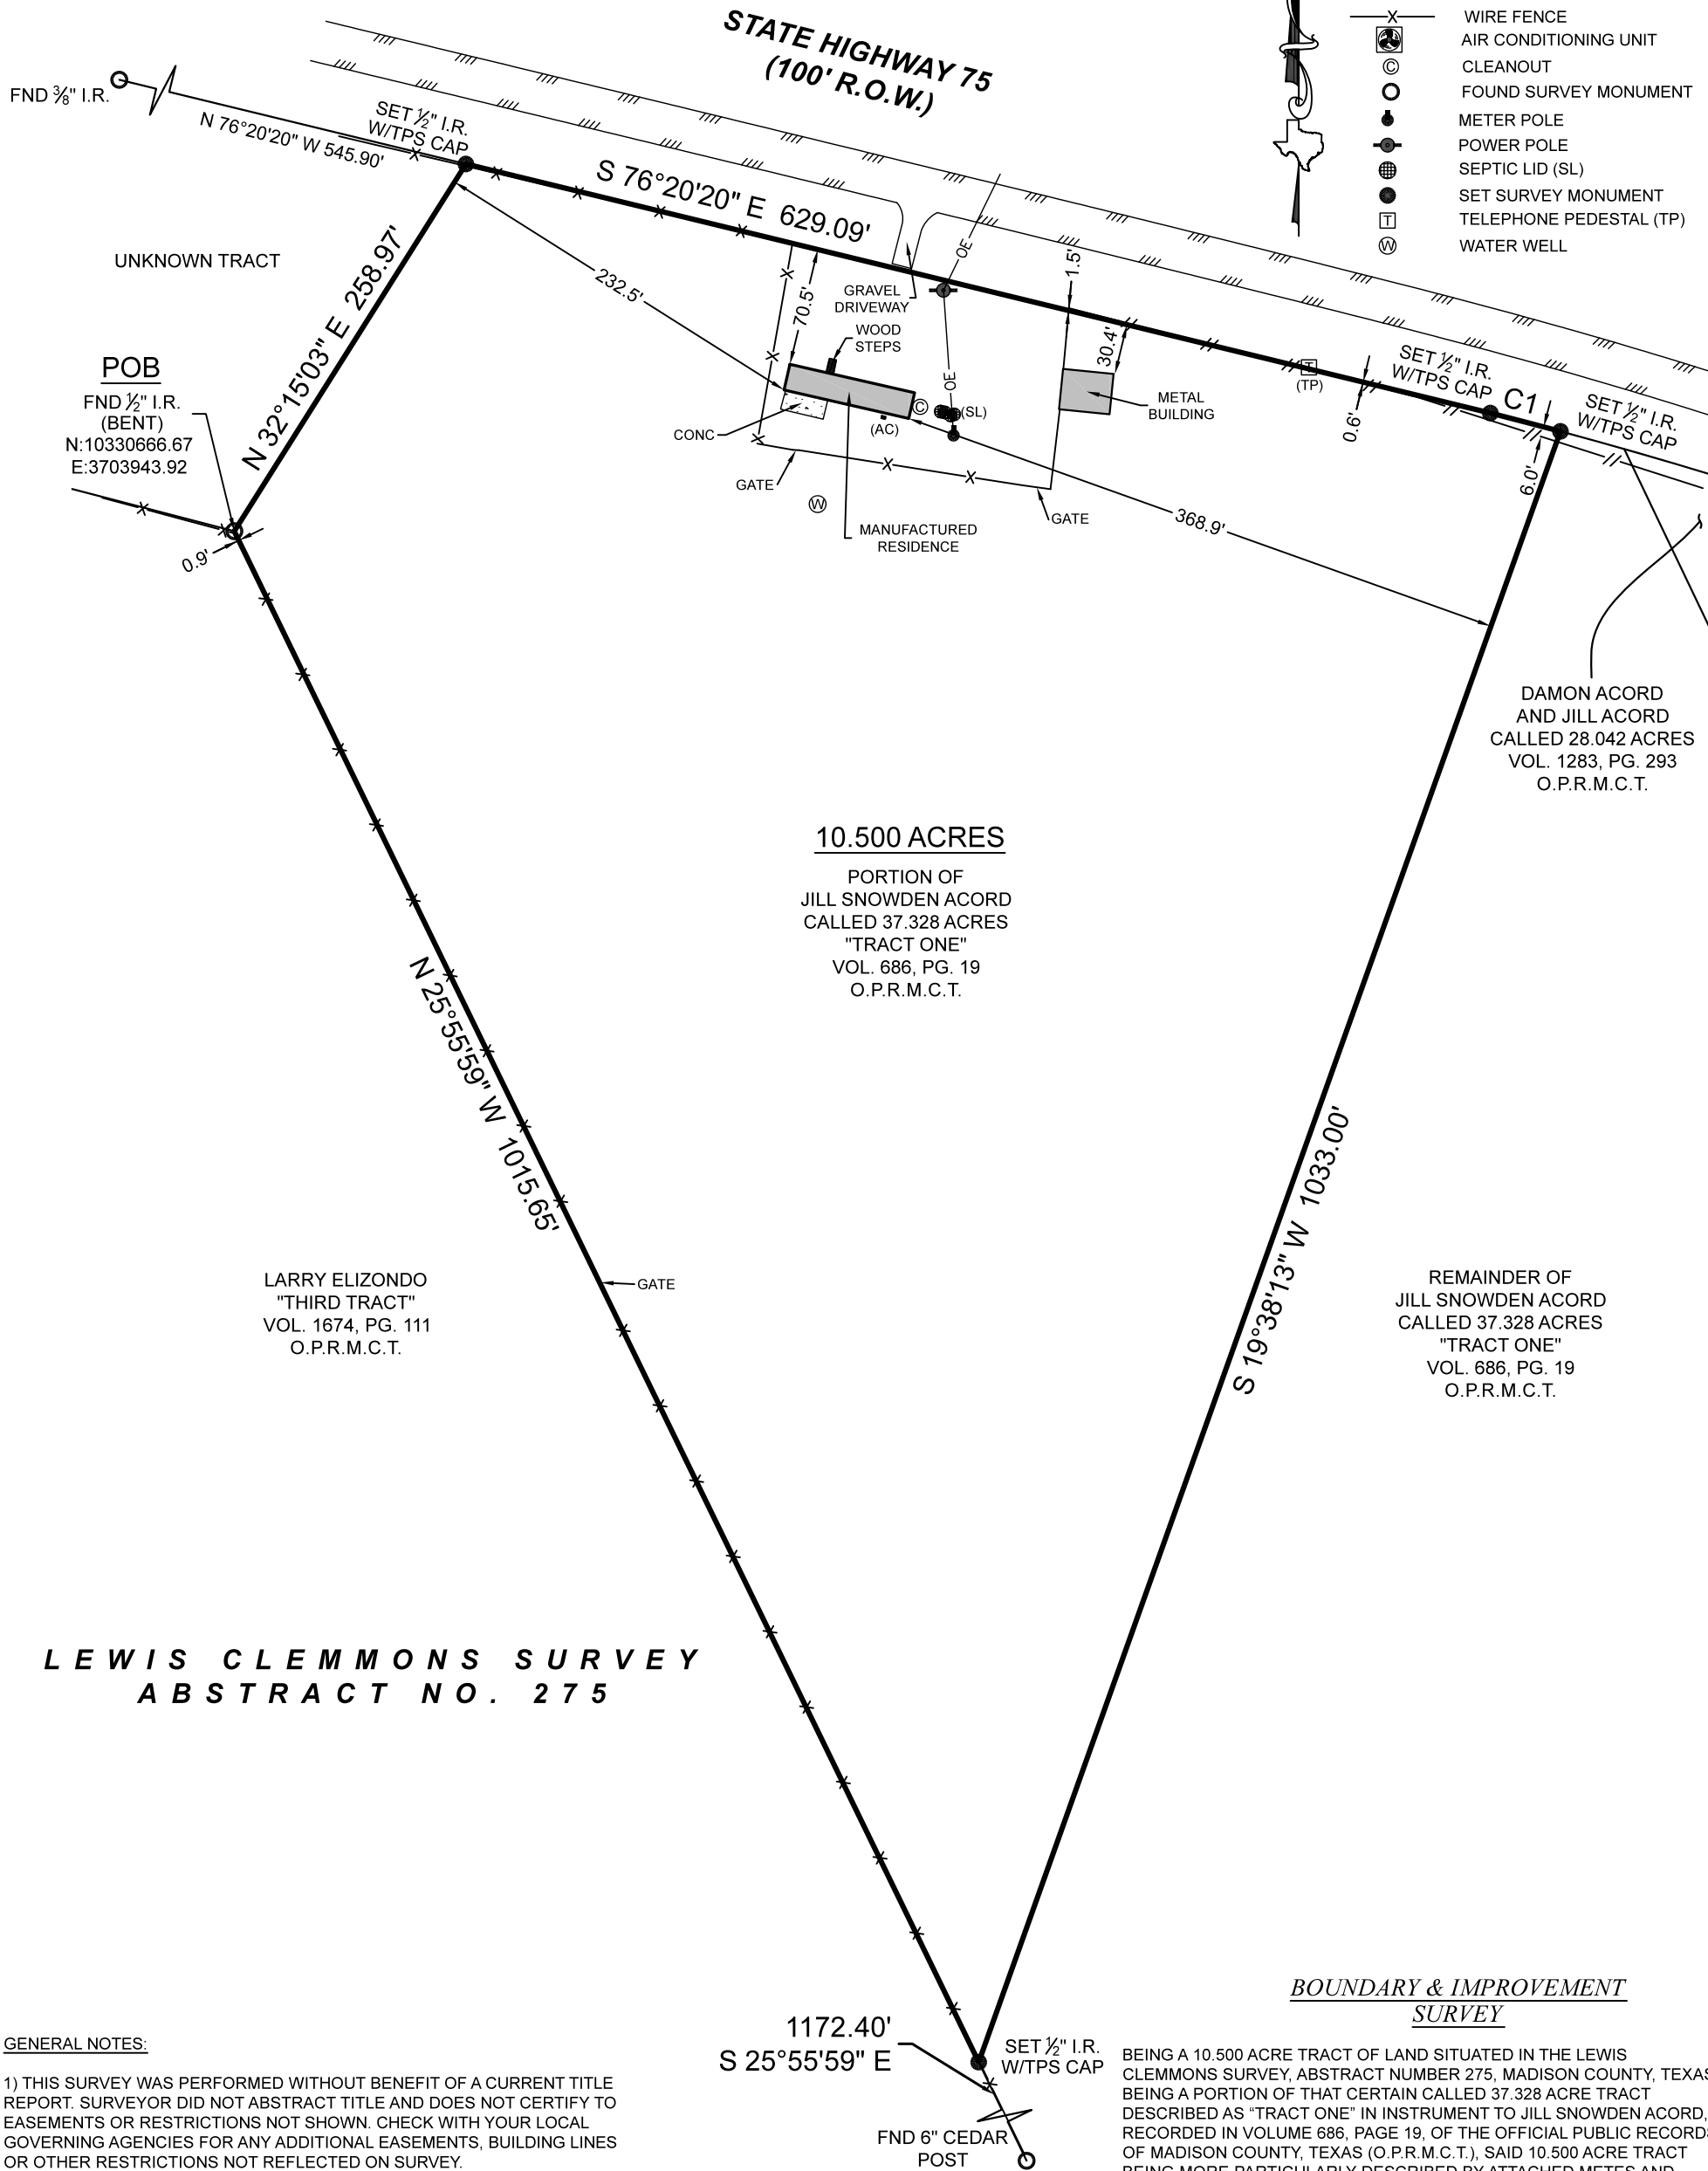 STATE HIGHWAY 75
(100' R.O.W.)
X WIRE FENCE
AIR CONDITIONING UNIT
C CLEANOUT
FOUND SURVEY MONUMENT
METER POLE
POWER POLE
SEPTIC LID (SL)
SET SURVEY MONUMENT
T TELEPHONE PEDESTAL (TP)
W WATER WELL
FND ⅜" I.R.
N 76°20'20" W 545.90'
SET ½" I.R.
W/TPS CAP
S 76°20'20" E 629.09'
UNKNOWN TRACT
N 32°15'03" E 258.97'
232.5'
70.5'
GRAVEL
DRIVEWAY
WOOD
STEPS
OE
OE
1.5'
30.4'
T
(TP)
SET ½" I.R.
W/TPS CAP
C1
SET ½" I.R.
W/TPS CAP
0.6'
6.0'
METAL
BUILDING
POB
FND ½" I.R.
(BENT)
N:10330666.67
E:3703943.92
0.9'
CONC
C
(SL)
(AC)
GATE
W
MANUFACTURED
RESIDENCE
GATE
368.9'
DAMON ACORD
AND JILL ACORD
CALLED 28.042 ACRES
VOL. 1283, PG. 293
O.P.R.M.C.T.
10.500 ACRES
PORTION OF
JILL SNOWDEN ACORD
CALLED 37.328 ACRES
"TRACT ONE"
VOL. 686, PG. 19
O.P.R.M.C.T.
N 25°55'59" W 1015.65'
S 19°38'13" W 1033.00'
LARRY ELIZONDO
"THIRD TRACT"
VOL. 1674, PG. 111
O.P.R.M.C.T.
GATE
REMAINDER OF
JILL SNOWDEN ACORD
CALLED 37.328 ACRES
"TRACT ONE"
VOL. 686, PG. 19
O.P.R.M.C.T.
LEWIS CLEMMONS SURVEY
ABSTRACT NO. 275
1172.40'
S 25°55'59" E
SET ½" I.R.
W/TPS CAP
FND 6" CEDAR
POST
GENERAL NOTES:
1) THIS SURVEY WAS PERFORMED WITHOUT BENEFIT OF A CURRENT TITLE
REPORT. SURVEYOR DID NOT ABSTRACT TITLE AND DOES NOT CERTIFY TO
EASEMENTS OR RESTRICTIONS NOT SHOWN. CHECK WITH YOUR LOCAL
GOVERNING AGENCIES FOR ANY ADDITIONAL EASEMENTS, BUILDING LINES
OR OTHER RESTRICTIONS NOT REFLECTED ON SURVEY.
BOUNDARY & IMPROVEMENT
SURVEY
BEING A 10.500 ACRE TRACT OF LAND SITUATED IN THE LEWIS
CLEMMONS SURVEY, ABSTRACT NUMBER 275, MADISON COUNTY, TEXAS
BEING A PORTION OF THAT CERTAIN CALLED 37.328 ACRE TRACT
DESCRIBED AS “TRACT ONE” IN INSTRUMENT TO JILL SNOWDEN ACORD,
RECORDED IN VOLUME 686, PAGE 19, OF THE OFFICIAL PUBLIC RECORD
OF MADISON COUNTY, TEXAS (O.P.R.M.C.T.), SAID 10.500 ACRE TRACT
BEING MORE PARTICULARLY DESCRIBED BY ATTACHED METES AND